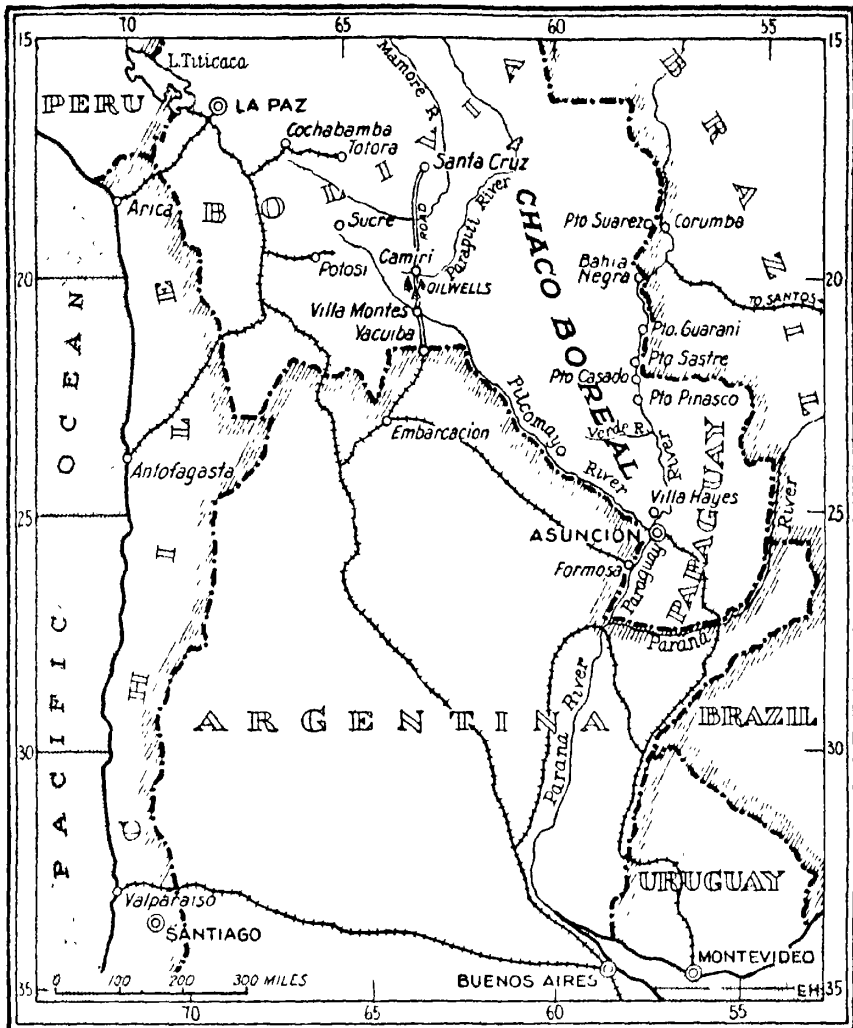 15
70
65
60
55
15
L. Titicaca
PERU
LA PAZ
Mamore R.
Cochabamba
Totora
Santa Cruz
BOLIVIA
BRAZIL
Arica
Sucre
ROAD
Parapiti River
CHACO BOREAL
Pto Suarez
Corumba
Potosi
Camiri
OILWELLS
Bahia
Negra
20
20
TO SANTOS
Villa Montes
Yacuiba
Pto. Guarani
Pto Sastre
Pto Casado
Pto Pinasco
Pilcomayo
River
Verde R.
Embarcacion
Antofagasta
River
Villa Hayes
PARAGUAY
River
25
25
ASUNCIÓN
Formosa
Paraguay
Parana
PACIFIC OCEAN
CHILE
ARGENTINA
Parana River
BRAZIL
30
30
URUGUAY
Valparaiso
SANTIAGO
MONTEVIDEO
BUENOS AIRES
35
0 100 200 300 MILES
35
EH
70
65
60
55